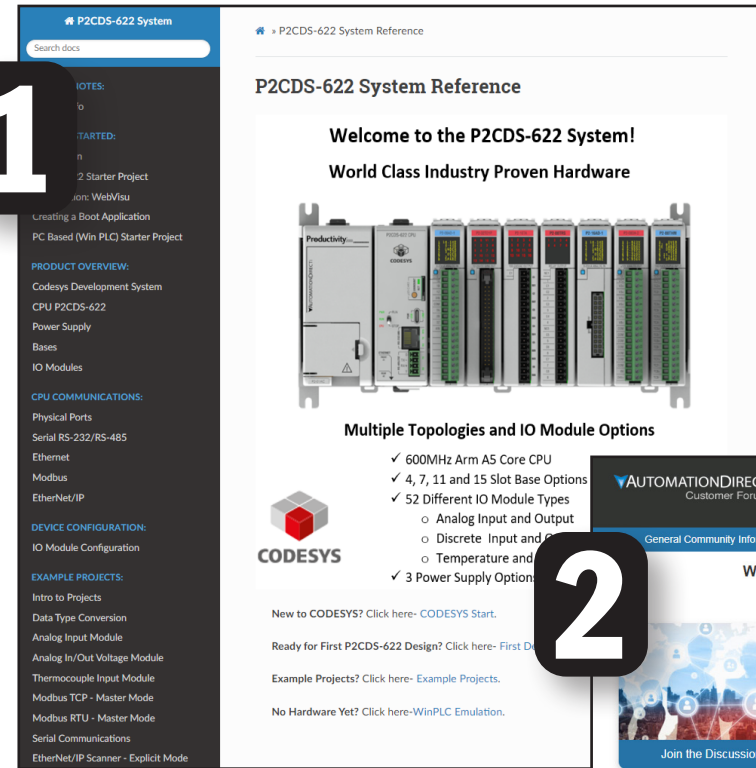 P2CDS-622 System
Search docs
OTES:
fo
TARTED:
n
22 Starter Project
ion: WebVisu
Creating a Boot Application
PC Based (Win PLC) Starter Project
PRODUCT OVERVIEW:
Codesys Development System
CPU P2CDS-622
Power Supply
Bases
IO Modules
CPU COMMUNICATIONS:
Physical Ports
Serial RS-232/RS-485
Ethernet
Modbus
EtherNet/IP
DEVICE CONFIGURATION:
IO Module Configuration
EXAMPLE PROJECTS:
Intro to Projects
Data Type Conversion
Analog Input Module
Analog In/Out Voltage Module
Thermocouple Input Module
Modbus TCP - Master Mode
Modbus RTU - Master Mode
Serial Communications
EtherNet/IP Scanner - Explicit Mode
1
» P2CDS-622 System Reference
P2CDS-622 System Reference
Welcome to the P2CDS-622 System!
World Class Industry Proven Hardware
Productivity
CODESYS
Multiple Topologies and IO Module Options
✓ 600MHz Arm A5 Core CPU
✓ 4, 7, 11 and 15 Slot Base Options
✓ 52 Different IO Module Types
o Analog Input and Output
o Discrete Input and O
o Temperature and
✓ 3 Power Supply Options
CODESYS
New to CODESYS? Click here- CODESYS Start.
Ready for First P2CDS-622 Design? Click here- First De
Example Projects? Click here- Example Projects.
No Hardware Yet? Click here-WinPLC Emulation.
2
AUTOMATIONDIREC
Customer Foru
General Community Info
W
Join the Discussio